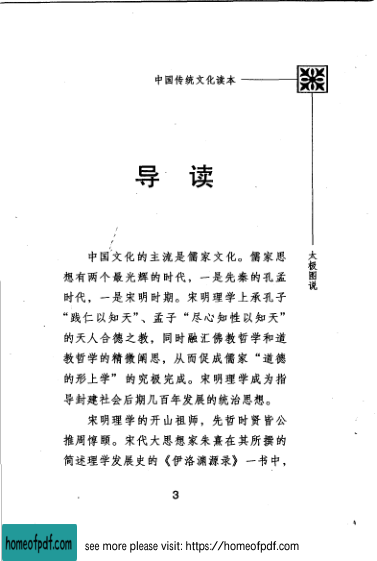 中国传统文化读本
导 读
中国文化的主流是儒家文化。儒家思
想有两个最光辉的时代，一是先秦的孔孟
时代，一是宋明时期。宋明理学上承孔子
“践仁以知天”、孟子“尽心知性以知天”
的天人合德之教，同时融汇佛教哲学和道
教哲学的精微阐思，从而促成儒家“道德
的形上学”的究极完成。宋明理学成为指
导封建社会后期几百年发展的统治思想。
宋明理学的开山祖师，先哲时贤皆公
推周惇颐。宋代大思想家朱熹在其所撰的
简述理学发展史的《伊洛渊源录》一书中，
太极图说
3
homeofpdf.com
see more please visit: https://homeofpdf.com